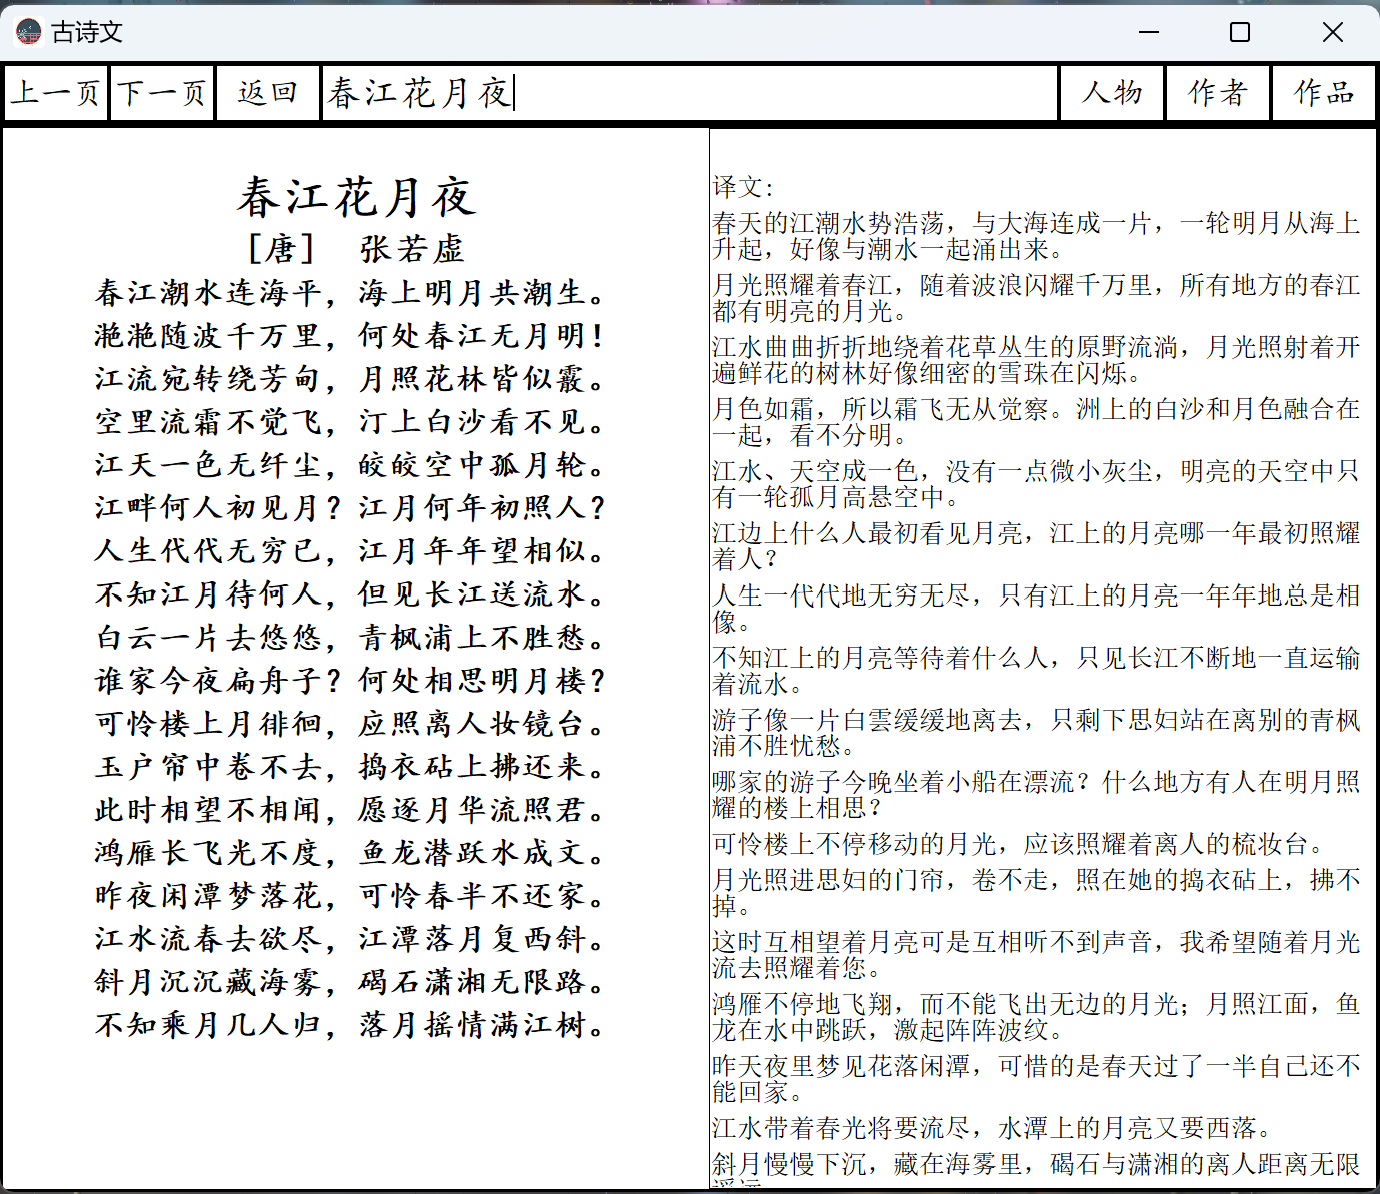 古诗文
上一页 下一页 返回 春江花月夜 人物 作者 作品
春江花月夜
[唐] 张若虚
春江潮水连海平，海上明月共潮生。
滟滟随波千万里，何处春江无月明！
江流宛转绕芳甸，月照花林皆似霰。
空里流霜不觉飞，汀上白沙看不见。
江天一色无纤尘，皎皎空中孤月轮。
江畔何人初见月？江月何年初照人？
人生代代无穷已，江月年年望相似。
不知江月待何人，但见长江送流水。
白云一片去悠悠，青枫浦上不胜愁。
谁家今夜扁舟子？何处相思明月楼？
可怜楼上月徘徊，应照离人妆镜台。
玉户帘中卷不去，捣衣砧上拂还来。
此时相望不相闻，愿逐月华流照君。
鸿雁长飞光不度，鱼龙潜跃水成文。
昨夜闲潭梦落花，可怜春半不还家。
江水流春去欲尽，江潭落月复西斜。
斜月沉沉藏海雾，碣石潇湘无限路。
不知乘月几人归，落月摇情满江树。
译文:
春天的江潮水势浩荡，与大海连成一片，一轮明月从海上
升起，好像与潮水一起涌出来。
月光照耀着春江，随着波浪闪耀千万里，所有地方的春江
都有明亮的月光。
江水曲曲折折地绕着花草丛生的原野流淌，月光照射着开
遍鲜花的树林好像细密的雪珠在闪烁。
月色如霜，所以霜飞无从觉察。洲上的白沙和月色融合在
一起，看不分明。
江水、天空成一色，没有一点微小灰尘，明亮的天空中只
有一轮孤月高悬空中。
江边上什么人最初看见月亮，江上的月亮哪一年最初照耀
着人？
人生一代代地无穷无尽，只有江上的月亮一年年地总是相
像。
不知江上的月亮等待着什么人，只见长江不断地一直运输
着流水。
游子像一片白雲缓缓地离去，只剩下思妇站在离别的青枫
浦不胜忧愁。
哪家的游子今晚坐着小船在漂流？什么地方有人在明月照
耀的楼上相思？
可怜楼上不停移动的月光，应该照耀着离人的梳妆台。
月光照进思妇的门帘，卷不走，照在她的捣衣砧上，拂不
掉。
这时互相望着月亮可是互相听不到声音，我希望随着月光
流去照耀着您。
鸿雁不停地飞翔，而不能飞出无边的月光；月照江面，鱼
龙在水中跳跃，激起阵阵波纹。
昨天夜里梦见花落闲潭，可惜的是春天过了一半自己还不
能回家。
江水带着春光将要流尽，水潭上的月亮又要西落。
斜月慢慢下沉，藏在海雾里，碣石与潇湘的离人距离无限